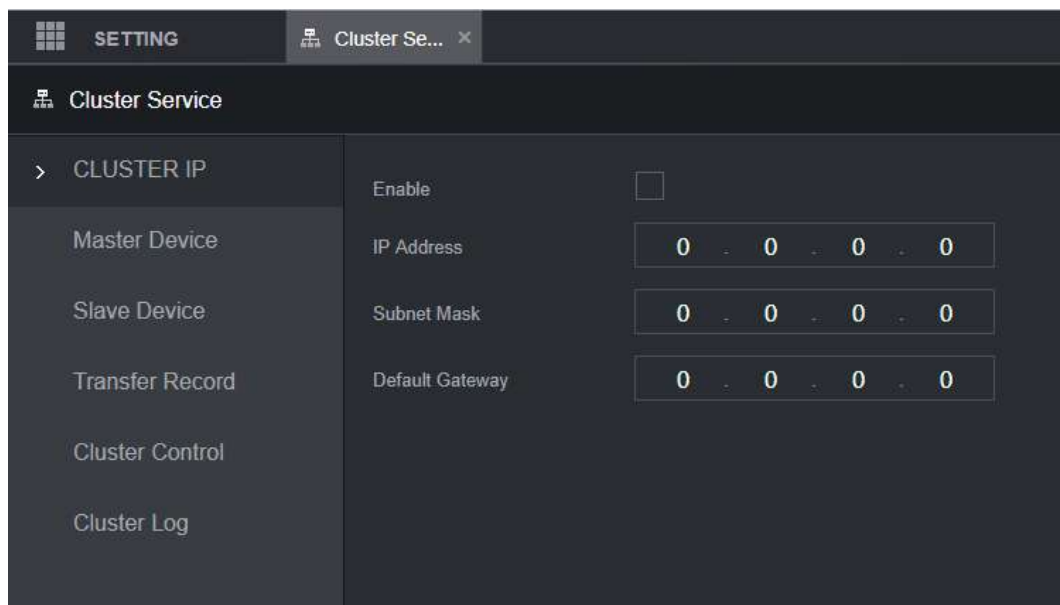 SETTING
Cluster Se... ×
Cluster Service
> CLUSTER IP
Master Device
Slave Device
Transfer Record
Cluster Control
Cluster Log
Enable
IP Address 0 . 0 . 0 . 0
Subnet Mask 0 . 0 . 0 . 0
Default Gateway 0 . 0 . 0 . 0